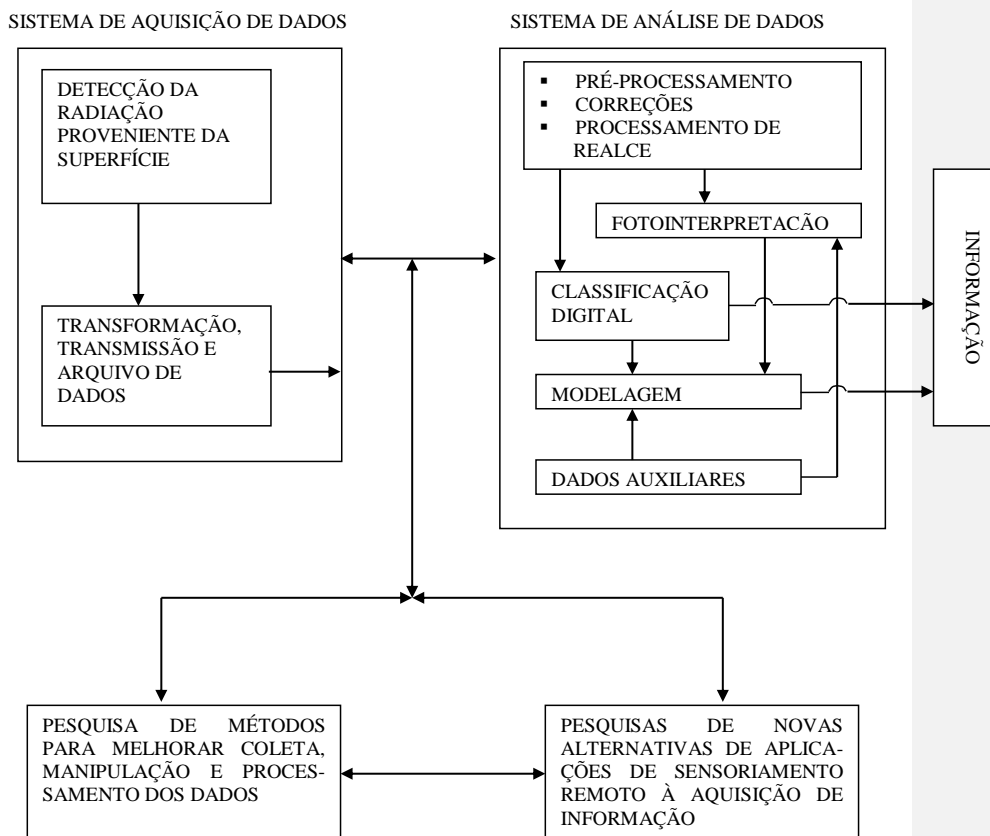 SISTEMA DE AQUISIÇÃO DE DADOS
DETECÇÃO DA
RADIAÇÃO
PROVENIENTE DA
SUPERFÍCIE
TRANSFORMAÇÃO,
TRANSMISSÃO E
ARQUIVO DE
DADOS
SISTEMA DE ANÁLISE DE DADOS
▪ PRÉ-PROCESSAMENTO
▪ CORREÇÕES
▪ PROCESSAMENTO DE
REALCE
FOTOINTERPRETACÃO
CLASSIFICAÇÃO
DIGITAL
MODELAGEM
DADOS AUXILIARES
INFORMAÇÃO
PESQUISA DE MÉTODOS
PARA MELHORAR COLETA,
MANIPULAÇÃO E PROCES-
SAMENTO DOS DADOS
PESQUISAS DE NOVAS
ALTERNATIVAS DE APLICA-
ÇÕES DE SENSORIAMENTO
REMOTO À AQUISIÇÃO DE
INFORMAÇÃO